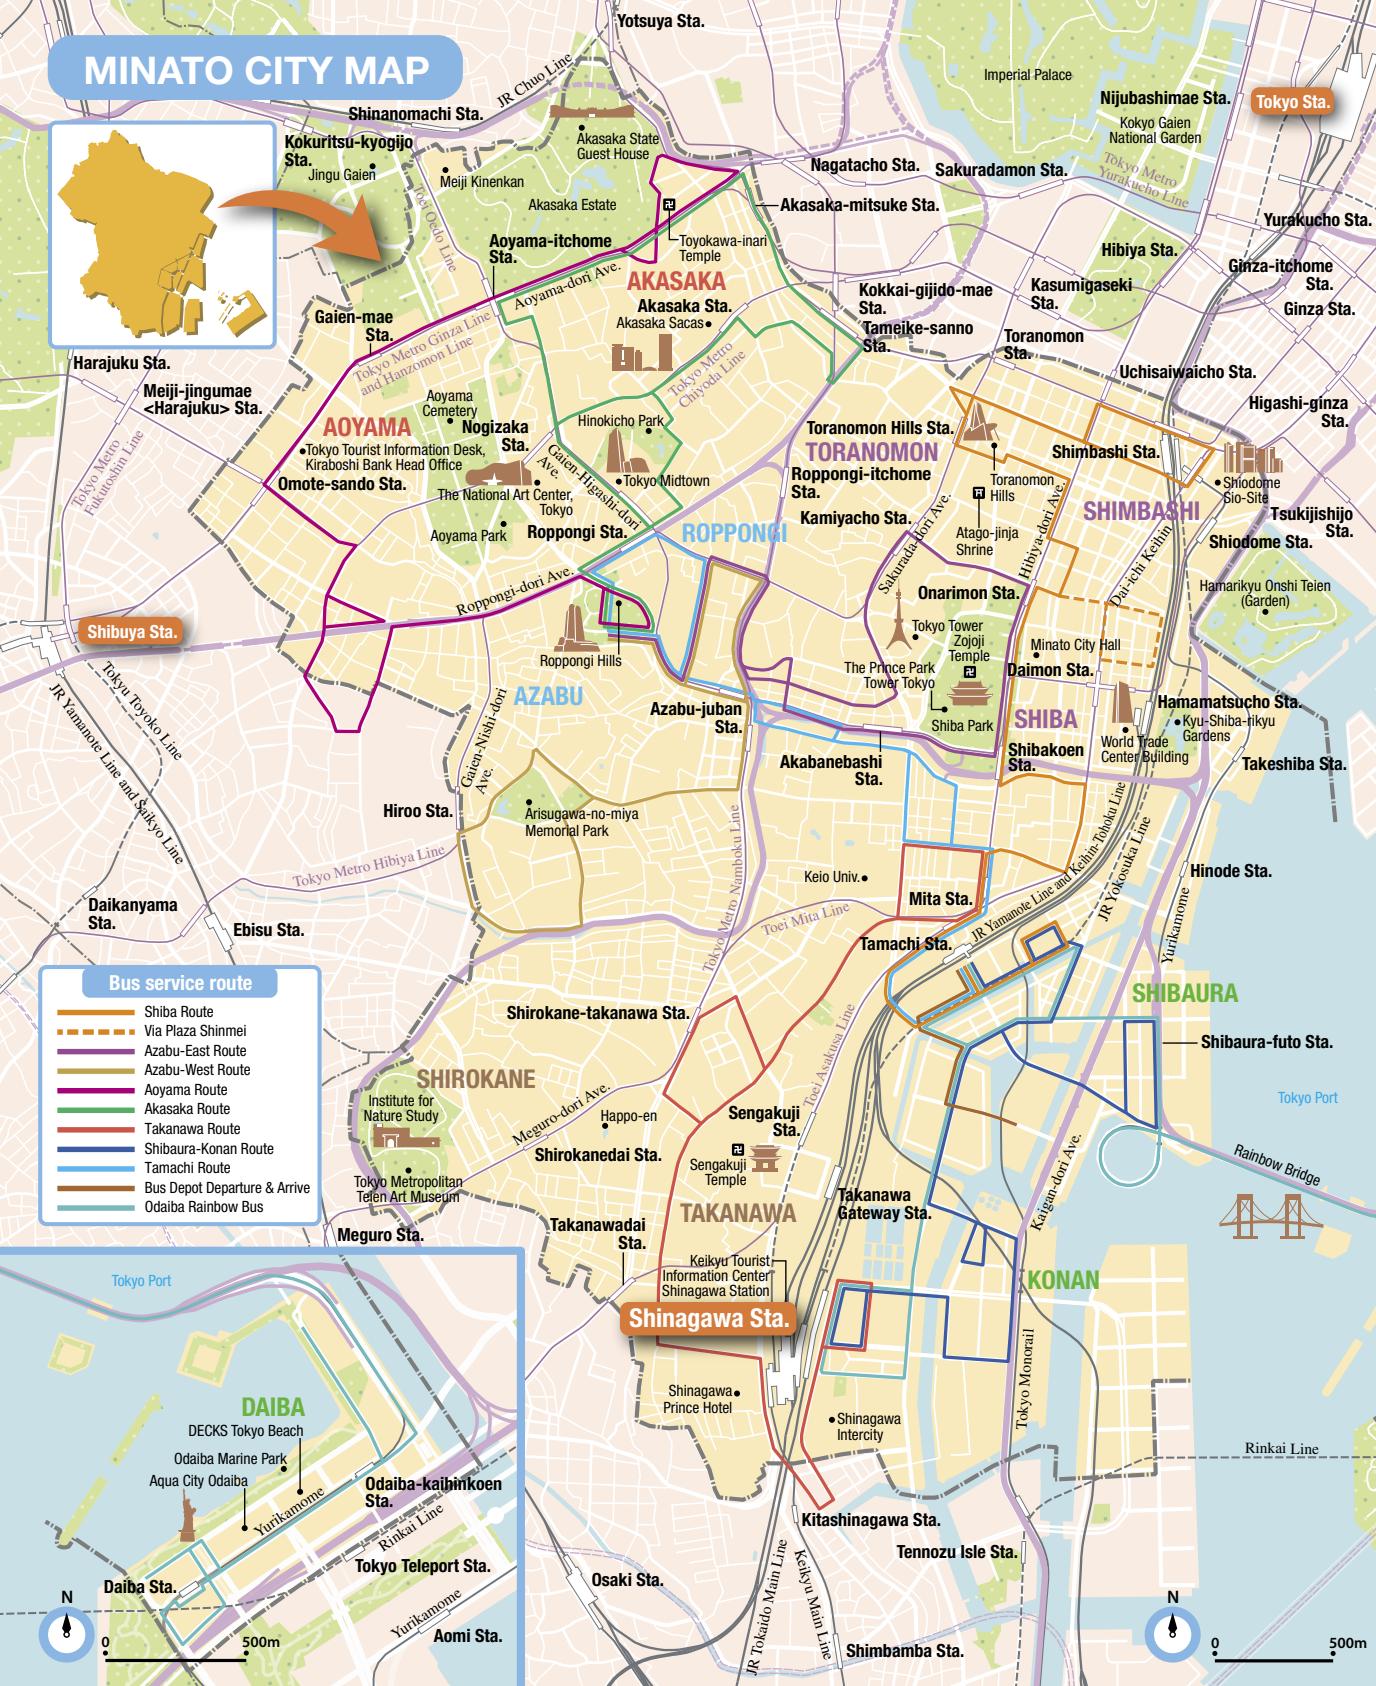 MINATO CITY MAP
Yotsuya Sta.
JR Chuo Line
Shinanomachi Sta.
Kokuritsu-kyogijo
Sta.
Jingu Gaien
Meiji Kinenkan
Akasaka State
Guest House
Akasaka Estate
Imperial Palace
Nijubashimae Sta.
Kokyo Gaien
National Garden
Tokyo Sta.
Nagatacho Sta.
Sakuradamon Sta.
Tokyo Metro
Yurakucho Line
Yurakucho Sta.
Akasaka-mitsuke Sta.
Toei Oedo Line
Toyokawa-inari
Temple
Aoyama-itchome
Sta.
Aoyama-dori Ave.
AKASAKA
Akasaka Sta.
Akasaka Sacas
Hibiya Sta.
Ginza-itchome
Sta.
Ginza Sta.
Kasumigaseki
Sta.
Kokkai-gijido-mae
Sta.
Tameike-sanno
Sta.
Toranomon
Sta.
Uchisaiwaicho Sta.
Higashi-ginza
Sta.
Gaien-mae
Sta.
Tokyo Metro Ginza Line
and Hanzomon Line
Tokyo Metro
Chiyoda Line
Harajuku Sta.
Meiji-jingumae
<Harajuku> Sta.
Tokyo Metro
Fukutoshin Line
Aoyama
Cemetery
AOYAMA
Nogizaka
Sta.
Tokyo Tourist Information Desk,
Kiraboshi Bank Head Office
Omote-sando Sta.
Hinokicho Park
Gaien-Higashi-dori
Ave.
Tokyo Midtown
The National Art Center,
Tokyo
Aoyama Park
Roppongi Sta.
ROPPONGI
Toranomon Hills Sta.
TORANOMON
Roppongi-itchome
Sta.
Kamiyacho Sta.
Toranomon
Hills
Atago-jinja
Shrine
Shimbashi Sta.
SHIMBASHI
Shiodome
Sio-Site
Tsukijishijo
Sta.
Shiodome Sta.
Sakurada-dori Ave.
Hibiya-dori Ave.
Dai-ichi Keihin
Hamarikyu Onshi Teien
(Garden)
Onarimon Sta.
Tokyo Tower
Zojoji
Temple
Minato City Hall
Daimon Sta.
The Prince Park
Tower Tokyo
Shiba Park
SHIBA
Shibakoen
Sta.
Hamamatsucho Sta.
Kyu-Shiba-rikyu
Gardens
World Trade
Center Building
Takeshiba Sta.
Roppongi-dori Ave.
Roppongi Hills
Shibuya Sta.
Tokyu Toyoko Line
JR Yamanote Line and Saikyo Line
AZABU
Azabu-juban
Sta.
Gaien-Nishi-dori
Ave.
Akabanebashi
Sta.
Hiroo Sta.
Arisugawa-no-miya
Memorial Park
Tokyo Metro Hibiya Line
Tokyo Metro Namboku Line
Keio Univ.
Mita Sta.
Toei Mita Line
JR Yamanote Line and Keihin-Tohoku Line
JR Yokosuka Line
Hinode Sta.
Yurikamome
Daikanyama
Sta.
Ebisu Sta.
Tamachi Sta.
SHIBAURA
Shibaura-futo Sta.
Shirokane-takanawa Sta.
Bus service route
Shiba Route
Via Plaza Shinmei
Azabu-East Route
Azabu-West Route
Aoyama Route
Akasaka Route
Takanawa Route
Shibaura-Konan Route
Tamachi Route
Bus Depot Departure & Arrive
Odaiba Rainbow Bus
SHIROKANE
Institute for
Nature Study
Tokyo Metropolitan
Teien Art Museum
Meguro-dori Ave.
Happo-en
Shirokanedai Sta.
Toei Asakusa Line
Sengakuji
Sta.
Sengakuji
Temple
Tokyo Port
Rainbow Bridge
Kaigan-dori Ave.
Meguro Sta.
Takanawadai
Sta.
TAKANAWA
Takanawa
Gateway Sta.
Keikyu Tourist
Information Center
Shinagawa Station
Shinagawa Sta.
KONAN
Tokyo Monorail
Shinagawa
Prince Hotel
Shinagawa
Intercity
Rinkai Line
Kitashinagawa Sta.
Tennozu Isle Sta.
Osaki Sta.
JR Tokaido Main Line
Keikyu Main Line
Shimbamba Sta.
N
0
500m
Tokyo Port
DAIBA
DECKS Tokyo Beach
Odaiba Marine Park
Aqua City Odaiba
Odaiba-kaihinkoen
Sta.
Yurikamome
Rinkai Line
Tokyo Teleport Sta.
Daiba Sta.
Yurikamome
Aomi Sta.
N
0
500m